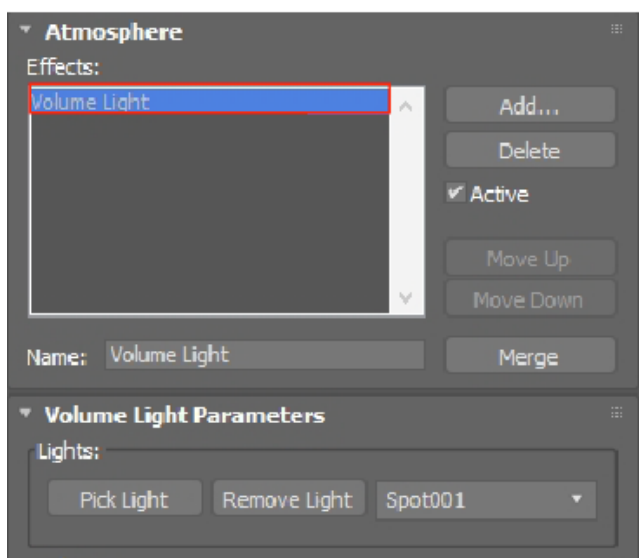 Atmosphere
Effects:
Volume Light
Add...
Delete
Active
Move Up
Move Down
Name: Volume Light
Merge
Volume Light Parameters
Lights:
Pick Light Remove Light Spot001